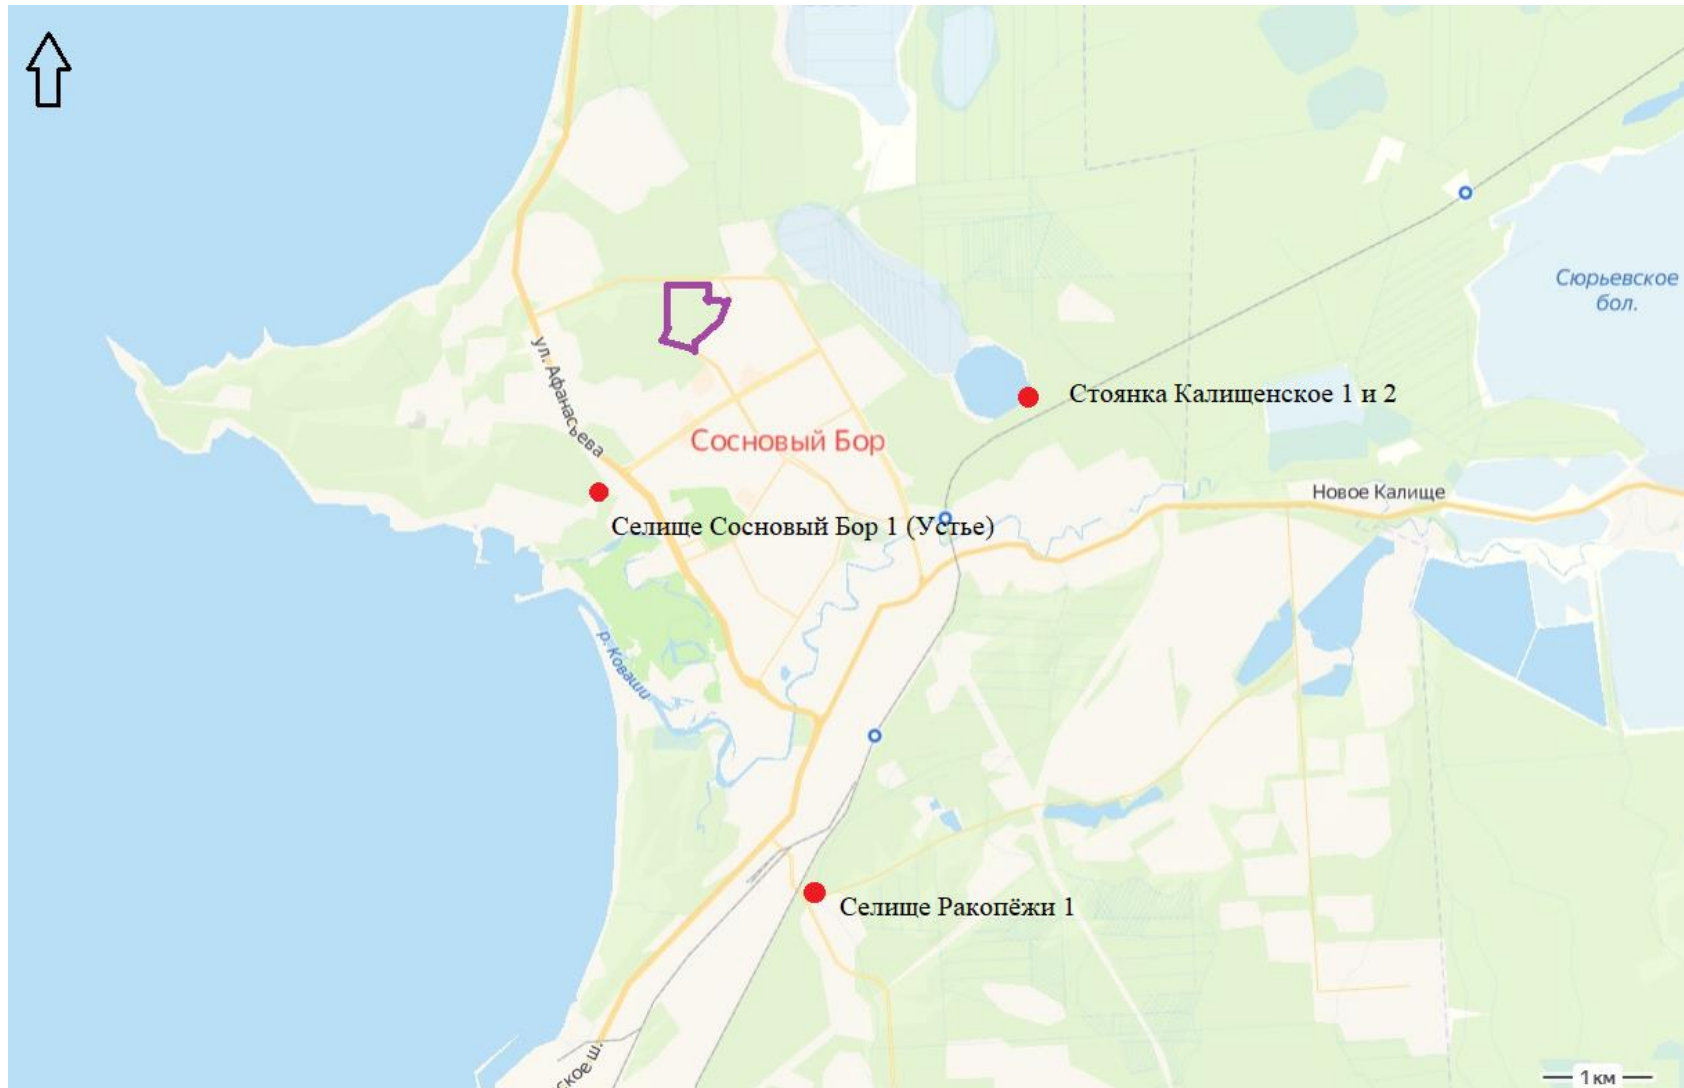 Сюрьевское
бол.
ул. Афанасьева
Стоянка Калищенское 1 и 2
Сосновый Бор
Новое Калище
Селище Сосновый Бор 1 (Устье)
р. Коваши
Селище Ракопёжи 1
ское ш.
1 км